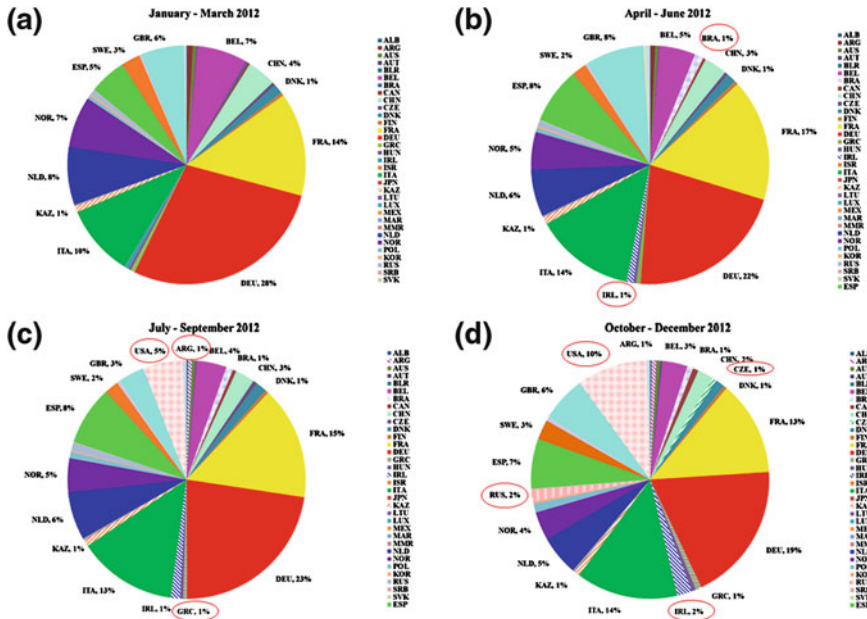 (a)
January - March 2012
GBR, 6%
SWE, 3%
ESP, 5%
NOR, 7%
NLD, 8%
KAZ, 1%
ITA, 10%
DEU, 28%
FRA, 14%
DNK, 1%
CHN, 4%
BEL, 7%
ALB
ARG
AUS
AUT
BLR
BEL
BRA
CAN
CHN
CZE
DNK
FIN
FRA
DEU
GRC
HUN
IRL
ISR
ITA
JPN
KAZ
LTU
LUX
MEX
MAR
MMR
NLD
NOR
POL
KOR
RUS
SRB
SVK
(b)
April - June 2012
GBR, 8%
SWE, 2%
ESP, 8%
NOR, 5%
NLD, 6%
KAZ, 1%
ITA, 14%
IRL, 1%
DEU, 22%
FRA, 17%
DNK, 1%
CHN, 3%
BRA, 1%
BEL, 5%
ALB
ARG
AUS
AUT
BLR
BEL
BRA
CAN
CHN
CZE
DNK
FIN
FRA
DEU
GRC
HUN
IRL
ISR
ITA
JPN
KAZ
LTU
LUX
MEX
MAR
MMR
NLD
NOR
POL
KOR
RUS
SRB
SVK
ESP
(c)
July - September 2012
USA, 5%
ARG, 1%
GBR, 3%
SWE, 2%
ESP, 8%
NOR, 5%
NLD, 6%
KAZ, 1%
ITA, 13%
IRL, 1%
GRC, 1%
DEU, 23%
FRA, 15%
DNK, 1%
CHN, 3%
BRA, 1%
BEL, 4%
ALB
ARG
AUS
AUT
BLR
BEL
BRA
CAN
CHN
CZE
DNK
FIN
FRA
DEU
GRC
HUN
IRL
ISR
ITA
JPN
KAZ
LTU
LUX
MEX
MAR
MMR
NLD
NOR
POL
KOR
RUS
SRB
SVK
ESP
(d)
October - December 2012
USA, 10%
ARG, 1%
GBR, 6%
SWE, 3%
ESP, 7%
RUS, 2%
NOR, 4%
NLD, 5%
KAZ, 1%
ITA, 14%
IRL, 2%
GRC, 1%
DEU, 19%
FRA, 13%
DNK, 1%
CZE, 1%
CHN, 2%
BRA, 1%
BEL, 3%